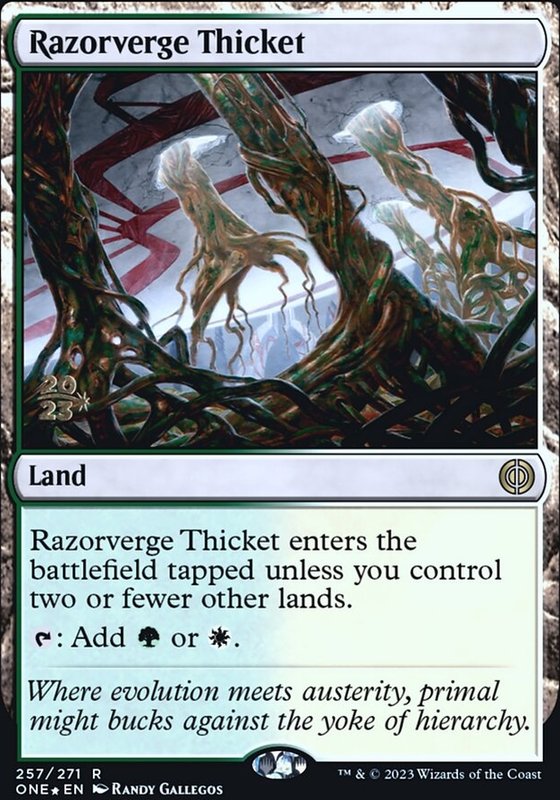 Razorverge Thicket
20
23
Land
Razorverge Thicket enters the
battlefield tapped unless you control
two or fewer other lands.
: Add or .
Where evolution meets austerity, primal
might bucks against the yoke of hierarchy.
257/271 R
ONE★EN Randy Gallegos
™ & © 2023 Wizards of the Coast